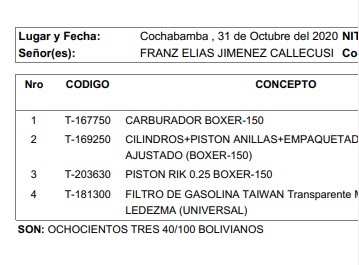 Lugar y Fecha: Cochabamba , 31 de Octubre del 2020 NIT
Señor(es): FRANZ ELIAS JIMENEZ CALLECUSI Co
Nro CODIGO CONCEPTO
1 T-167750 CARBURADOR BOXER-150
2 T-169250 CILINDROS+PISTON ANILLAS+EMPAQUETAD
AJUSTADO (BOXER-150)
3 T-203630 PISTON RIK 0.25 BOXER-150
4 T-181300 FILTRO DE GASOLINA TAIWAN Transparente M
LEDEZMA (UNIVERSAL)
SON: OCHOCIENTOS TRES 40/100 BOLIVIANOS